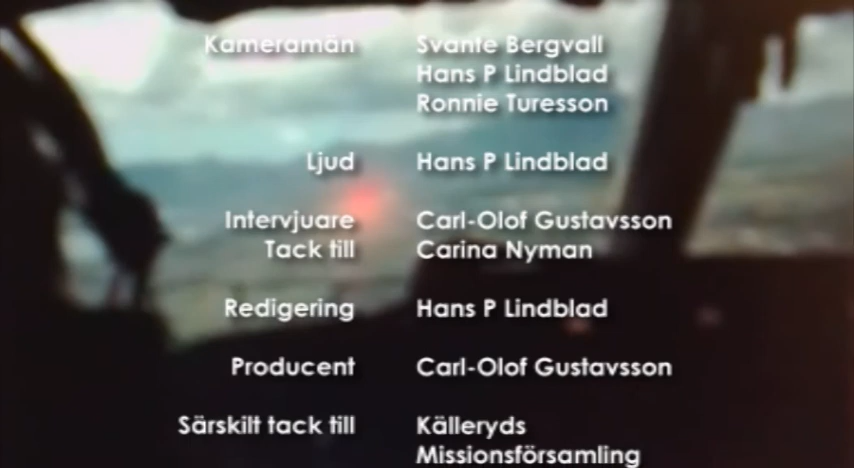 Kameramän Svante Bergvall
Hans P Lindblad
Ronnie Turesson
Ljud Hans P Lindblad
Intervjuare Carl-Olof Gustavsson
Tack till Carina Nyman
Redigering Hans P Lindblad
Producent Carl-Olof Gustavsson
Särskilt tack till Källeryds
Missionsförsamling